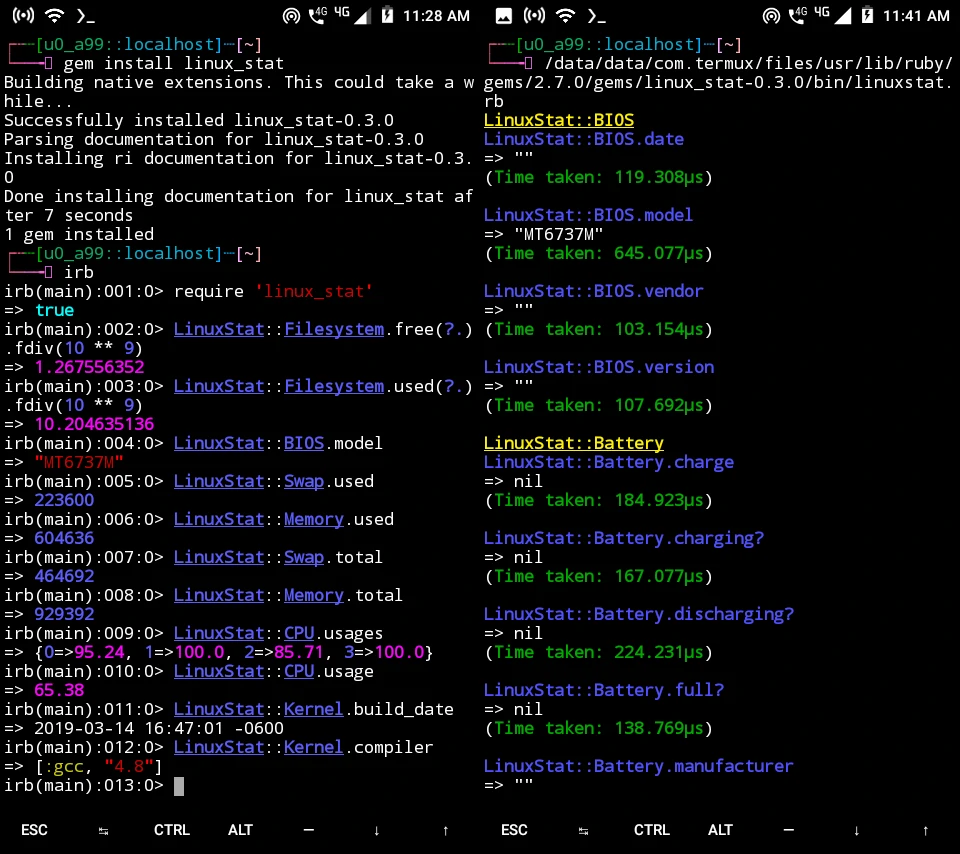 4G 4G 11:28 AM
┌──[u0_a99::localhost]─[~]
└───▯ gem install linux_stat
Building native extensions. This could take a w
hile...
Successfully installed linux_stat-0.3.0
Parsing documentation for linux_stat-0.3.0
Installing ri documentation for linux_stat-0.3.
0
Done installing documentation for linux_stat af
ter 7 seconds
1 gem installed
┌──[u0_a99::localhost]─[~]
└───▯ irb
irb(main):001:0> require 'linux_stat'
=> true
irb(main):002:0> LinuxStat::Filesystem.free(?.)
.fdiv(10 ** 9)
=> 1.267556352
irb(main):003:0> LinuxStat::Filesystem.used(?.)
.fdiv(10 ** 9)
=> 10.204635136
irb(main):004:0> LinuxStat::BIOS.model
=> "MT6737M"
irb(main):005:0> LinuxStat::Swap.used
=> 223600
irb(main):006:0> LinuxStat::Memory.used
=> 604636
irb(main):007:0> LinuxStat::Swap.total
=> 464692
irb(main):008:0> LinuxStat::Memory.total
=> 929392
irb(main):009:0> LinuxStat::CPU.usages
=> {0=>95.24, 1=>100.0, 2=>85.71, 3=>100.0}
irb(main):010:0> LinuxStat::CPU.usage
=> 65.38
irb(main):011:0> LinuxStat::Kernel.build_date
=> 2019-03-14 16:47:01 -0600
irb(main):012:0> LinuxStat::Kernel.compiler
=> [:gcc, "4.8"]
irb(main):013:0>
ESC ↹ CTRL ALT — ↓ ↑
4G 4G 11:41 AM
┌──[u0_a99::localhost]─[~]
└───▯ /data/data/com.termux/files/usr/lib/ruby/
gems/2.7.0/gems/linux_stat-0.3.0/bin/linuxstat.
rb
LinuxStat::BIOS
LinuxStat::BIOS.date
=> ""
(Time taken: 119.308µs)
LinuxStat::BIOS.model
=> "MT6737M"
(Time taken: 645.077µs)
LinuxStat::BIOS.vendor
=> ""
(Time taken: 103.154µs)
LinuxStat::BIOS.version
=> ""
(Time taken: 107.692µs)
LinuxStat::Battery
LinuxStat::Battery.charge
=> nil
(Time taken: 184.923µs)
LinuxStat::Battery.charging?
=> nil
(Time taken: 167.077µs)
LinuxStat::Battery.discharging?
=> nil
(Time taken: 224.231µs)
LinuxStat::Battery.full?
=> nil
(Time taken: 138.769µs)
LinuxStat::Battery.manufacturer
=> ""
ESC ↹ CTRL ALT — ↓ ↑